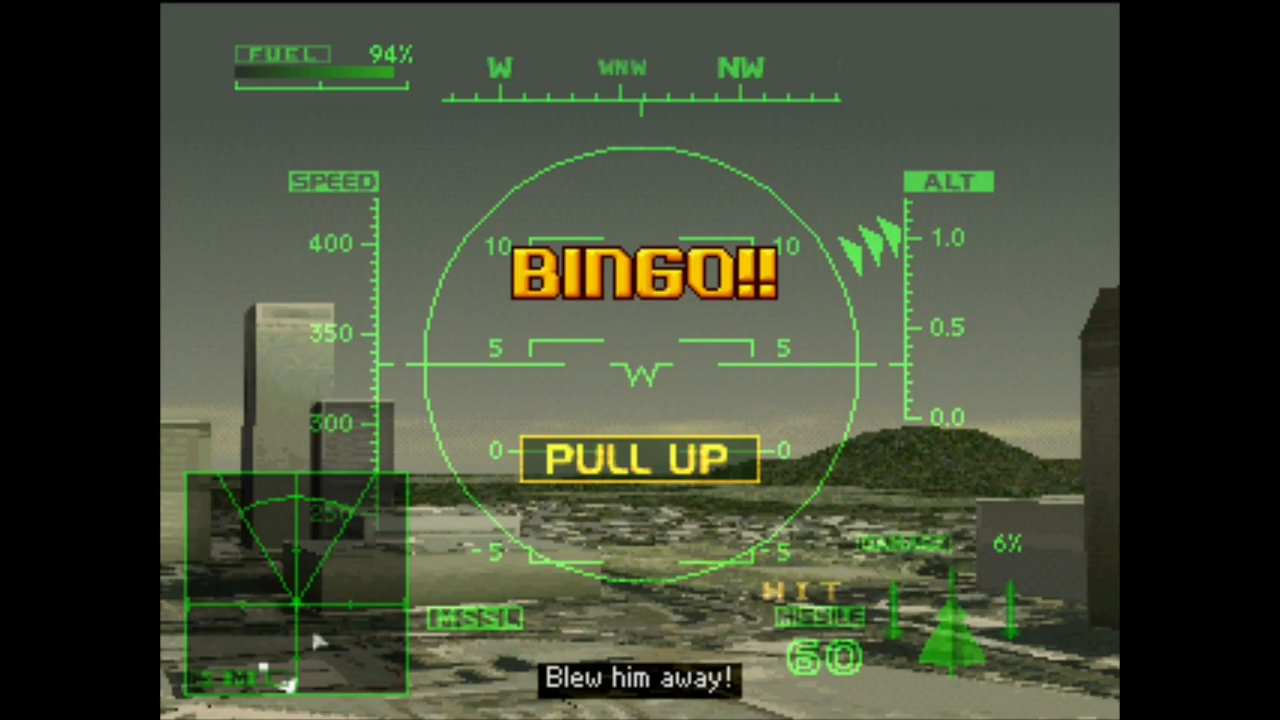 FUEL 94%
W WNW NW
SPEED ALT
400 1.0
10 BINGO!! 10
350 0.5
5 5
300 0.0
0 PULL UP 0
250
-5 -5
DAMAGE 6%
HIT
MSSL MISSILE
60
Blew him away!